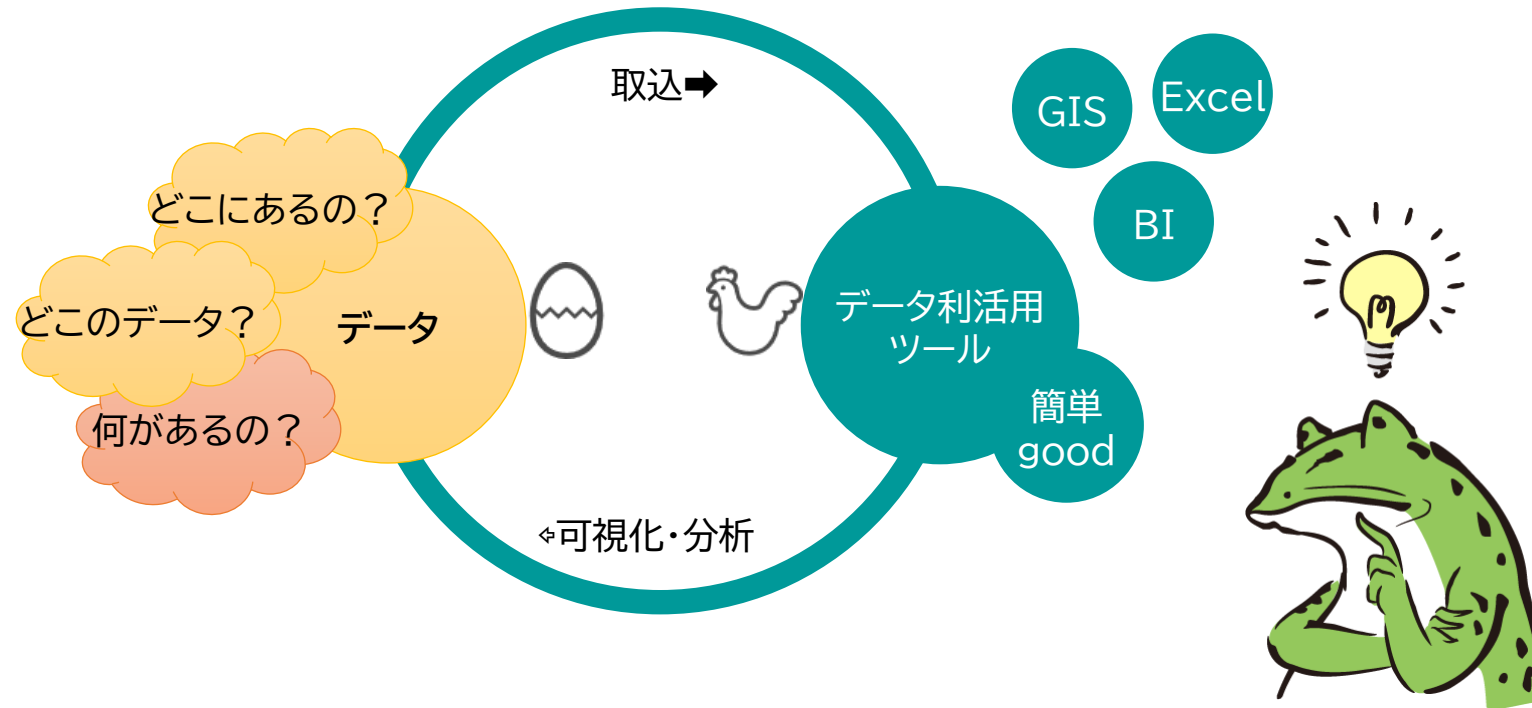 取込➡
GIS
Excel
BI
どこにあるの？
どこのデータ？
何があるの？
データ
データ利活用
ツール
簡単
good
⇦可視化・分析